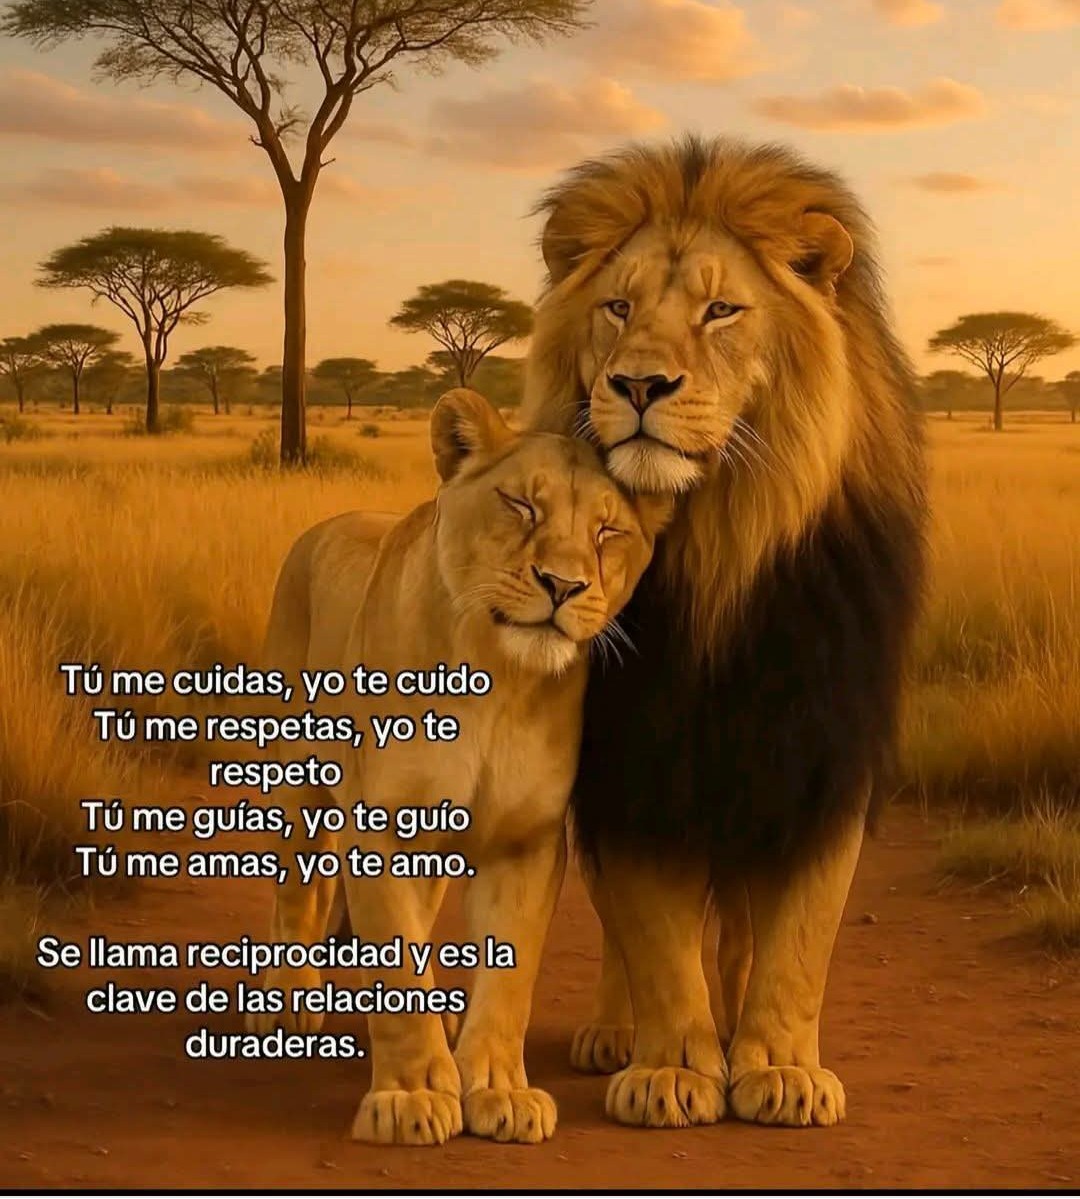 Tú me cuidas, yo te cuido
Tú me respetas, yo te
respeto
Tú me guías, yo te guío
Tú me amas, yo te amo.
Se llama reciprocidad y es la
clave de las relaciones
duraderas.